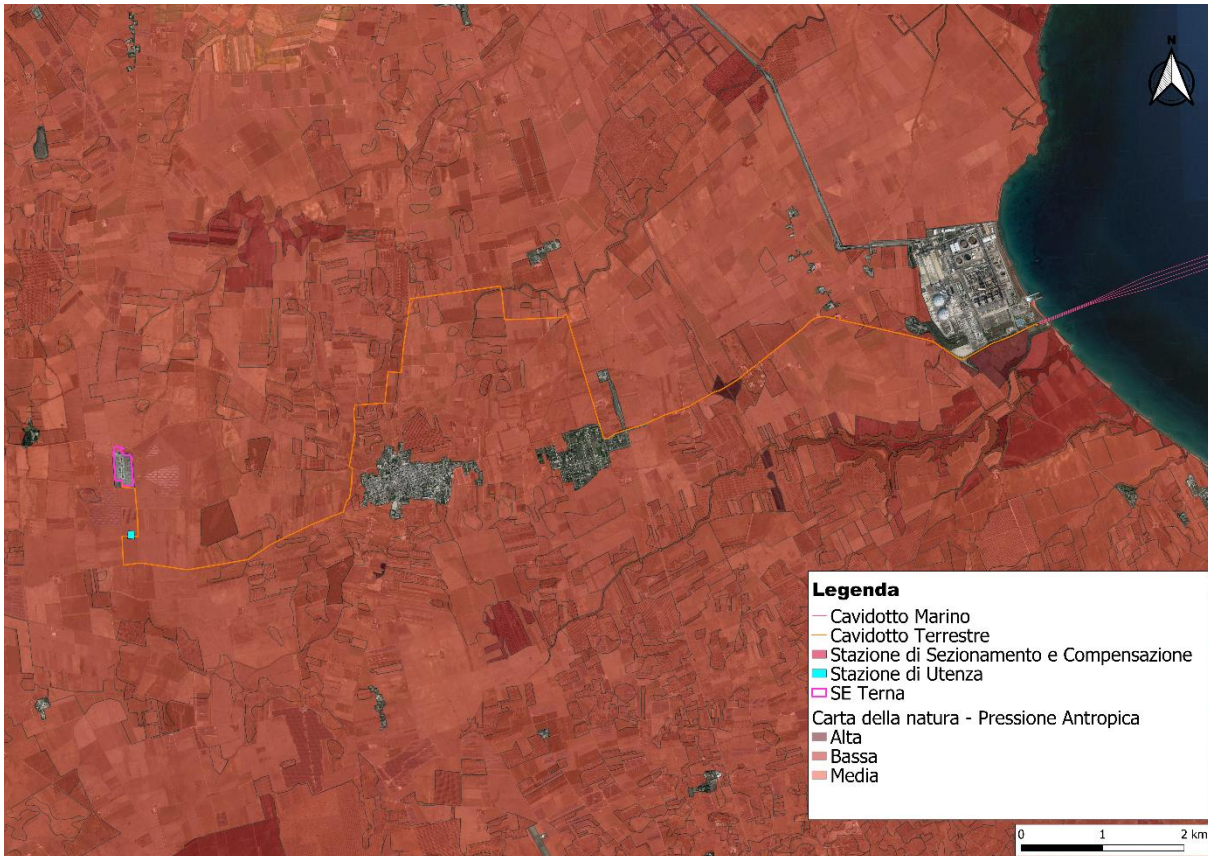 N
Legenda
Cavidotto Marino
Cavidotto Terrestre
Stazione di Sezionamento e Compensazione
Stazione di Utenza
SE Terna
Carta della natura - Pressione Antropica
Alta
Bassa
Media
0 1 2 km